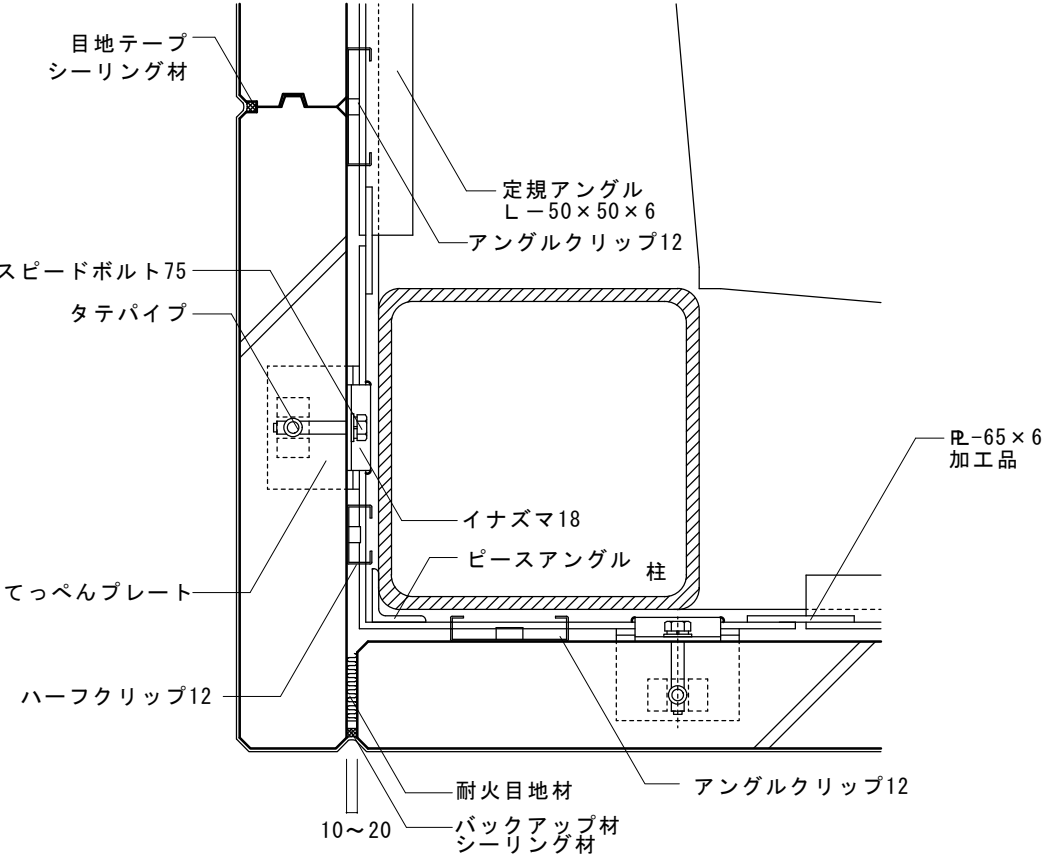 目地テープ
シーリング材
定規アングル
L－50×50×6
アングルクリップ12
スピードボルト75
タテパイプ
PL-65×6
加工品
イナズマ18
ピースアングル
柱
てっぺんプレート
ハーフクリップ12
耐火目地材
アングルクリップ12
10～20
バックアップ材
シーリング材